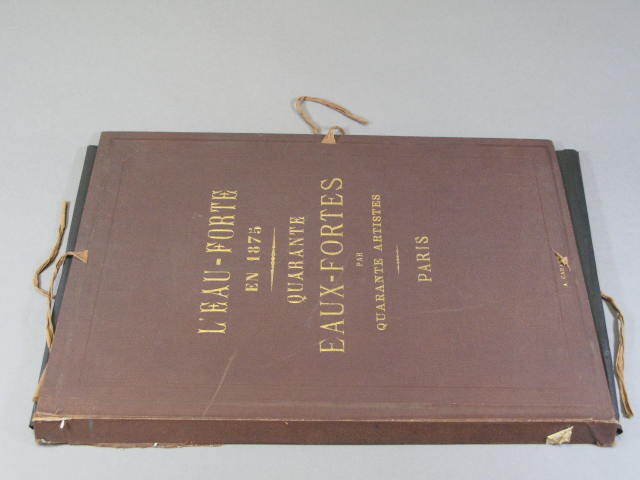 L'EAU-FORTE
EN 1875
QUARANTE
EAUX-FORTES
PAR
QUARANTE ARTISTES
PARIS